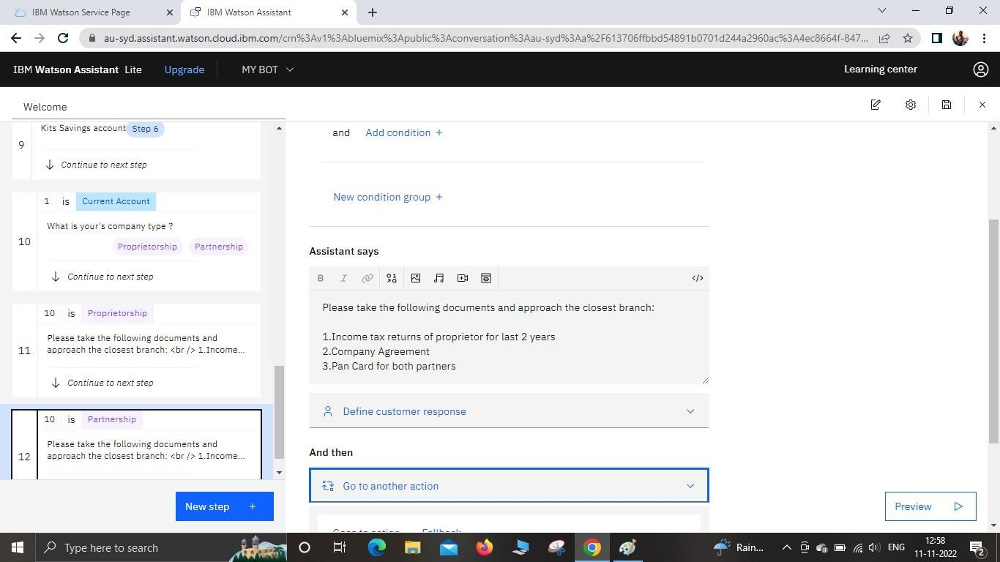 IBM Watson Service Page
IBM Watson Assistant
au-syd.assistant.watson.cloud.ibm.com/crn%3Av1%3Abluemix%3Apublic%3Aconversation%3Aau-syd%3Aa%2F613706ffbbd54891b0701d244a2960ac%3A4ec8664f-847...
IBM Watson Assistant Lite Upgrade MY BOT Learning center
Welcome
9
Kits Savings account Step 6
Continue to next step
10
1 is Current Account
What is your's company type ?
Proprietorship Partnership
Continue to next step
11
10 is Proprietorship
Please take the following documents and
approach the closest branch: <br /> 1.Income...
Continue to next step
12
10 is Partnership
Please take the following documents and
approach the closest branch: <br /> 1.Income...
New step +
and Add condition +
New condition group +
Assistant says
B I </>
Please take the following documents and approach the closest branch:
1.Income tax returns of proprietor for last 2 years
2.Company Agreement
3.Pan Card for both partners
Define customer response
And then
Go to another action
Goes to action Fallback
Preview
Type here to search
Rain...
ENG
12:58
11-11-2022
2